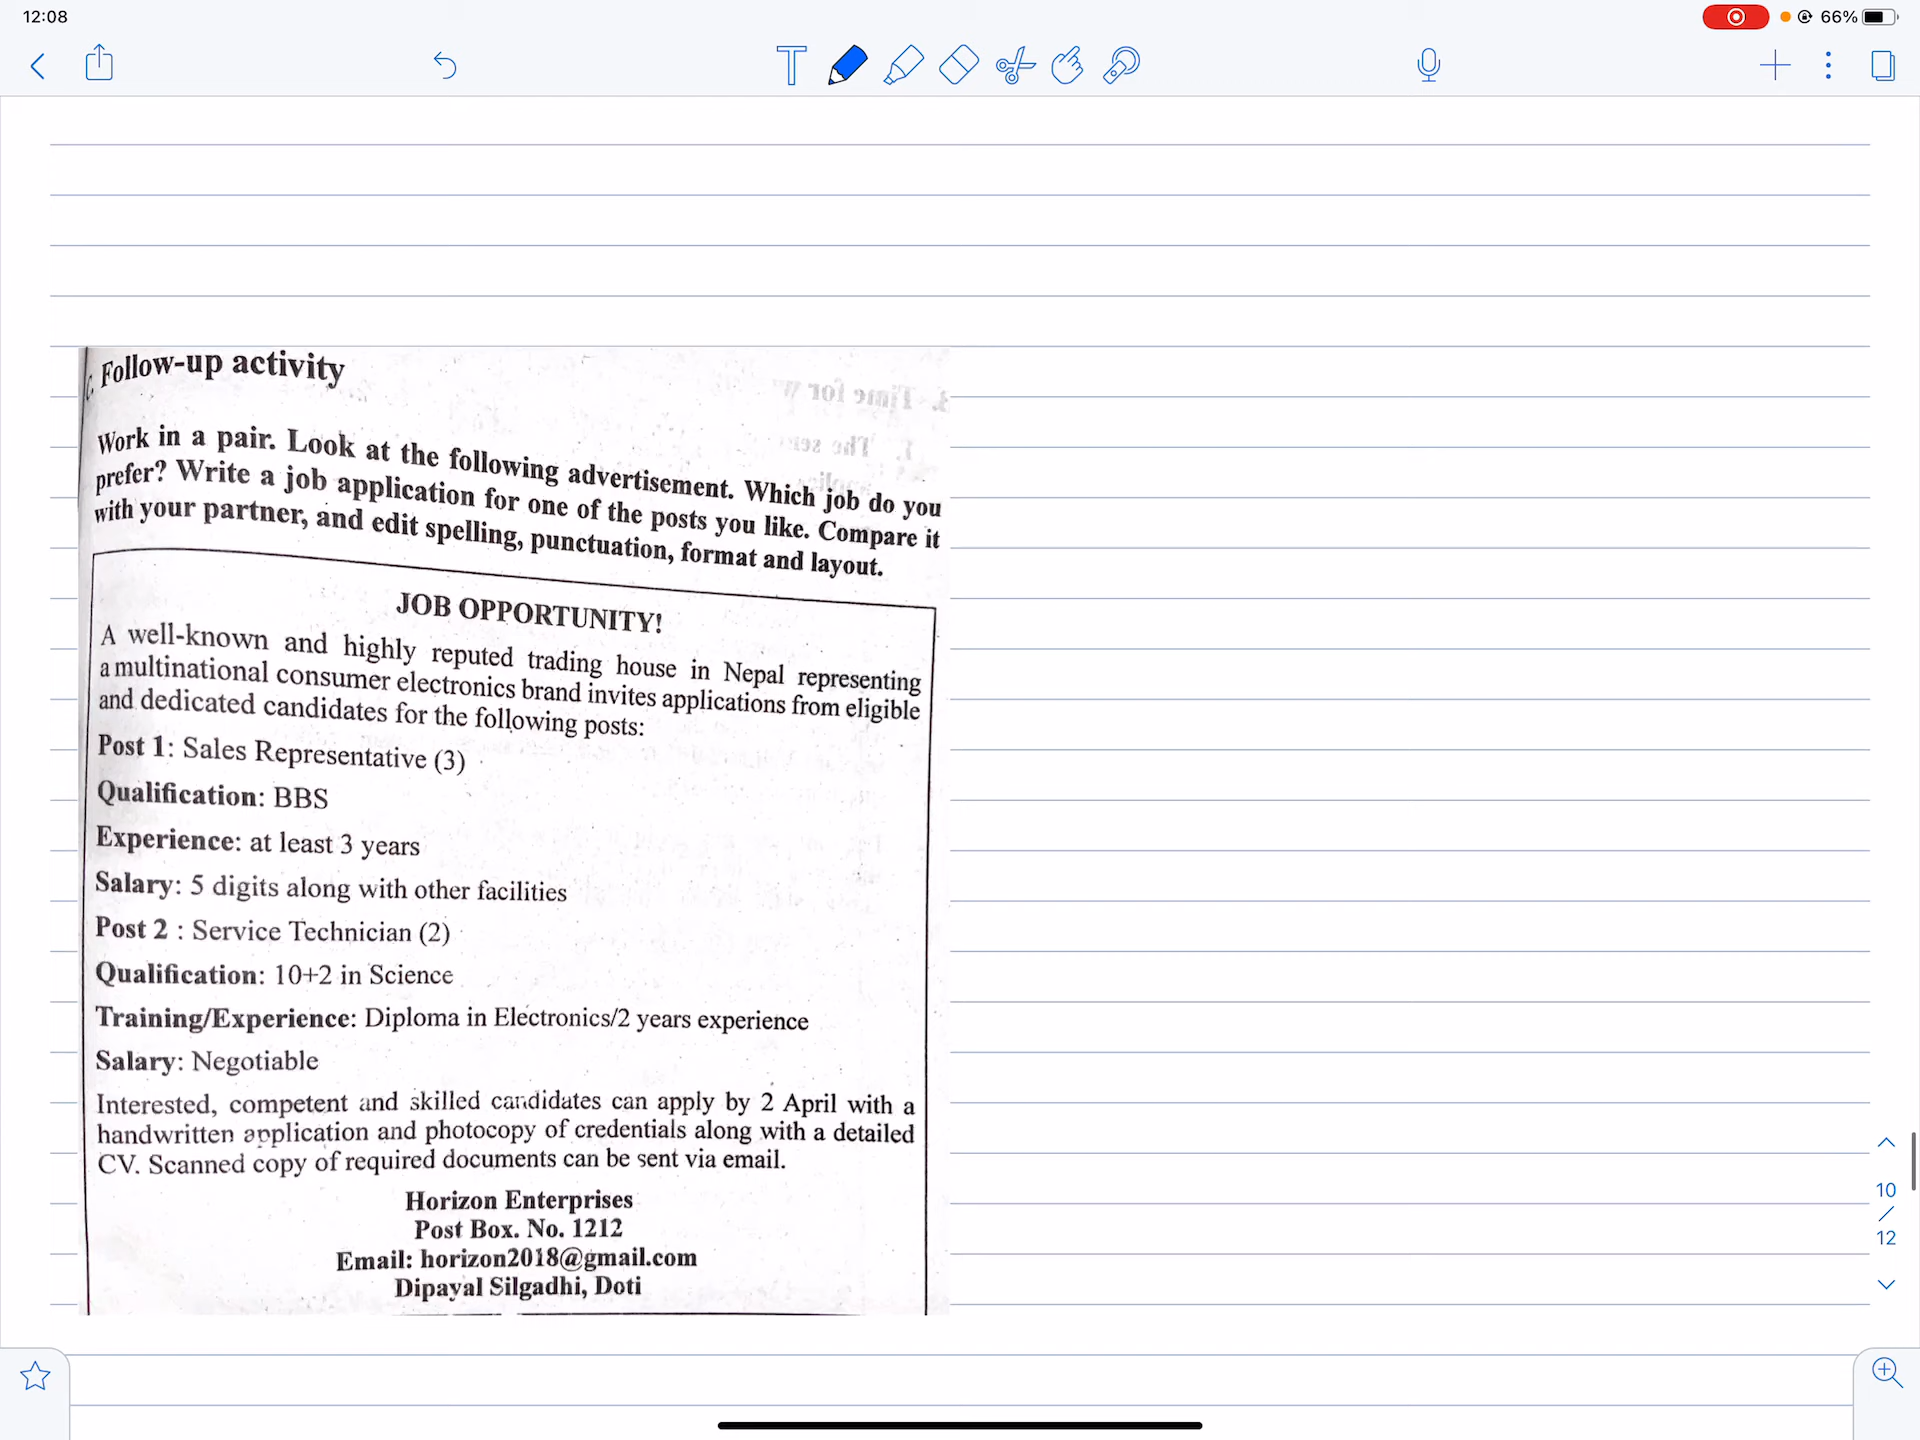 12:08
66%
C. Follow-up activity
Work in a pair. Look at the following advertisement. Which job do you
prefer? Write a job application for one of the posts you like. Compare it
with your partner, and edit spelling, punctuation, format and layout.
JOB OPPORTUNITY!
A well-known and highly reputed trading house in Nepal representing
a multinational consumer electronics brand invites applications from eligible
and dedicated candidates for the following posts:
Post 1: Sales Representative (3)
Qualification: BBS
Experience: at least 3 years
Salary: 5 digits along with other facilities
Post 2 : Service Technician (2)
Qualification: 10+2 in Science
Training/Experience: Diploma in Electronics/2 years experience
Salary: Negotiable
Interested, competent and skilled candidates can apply by 2 April with a
handwritten application and photocopy of credentials along with a detailed
CV. Scanned copy of required documents can be sent via email.
Horizon Enterprises
Post Box. No. 1212
Email: horizon2018@gmail.com
Dipayal Silgadhi, Doti
10
/
12